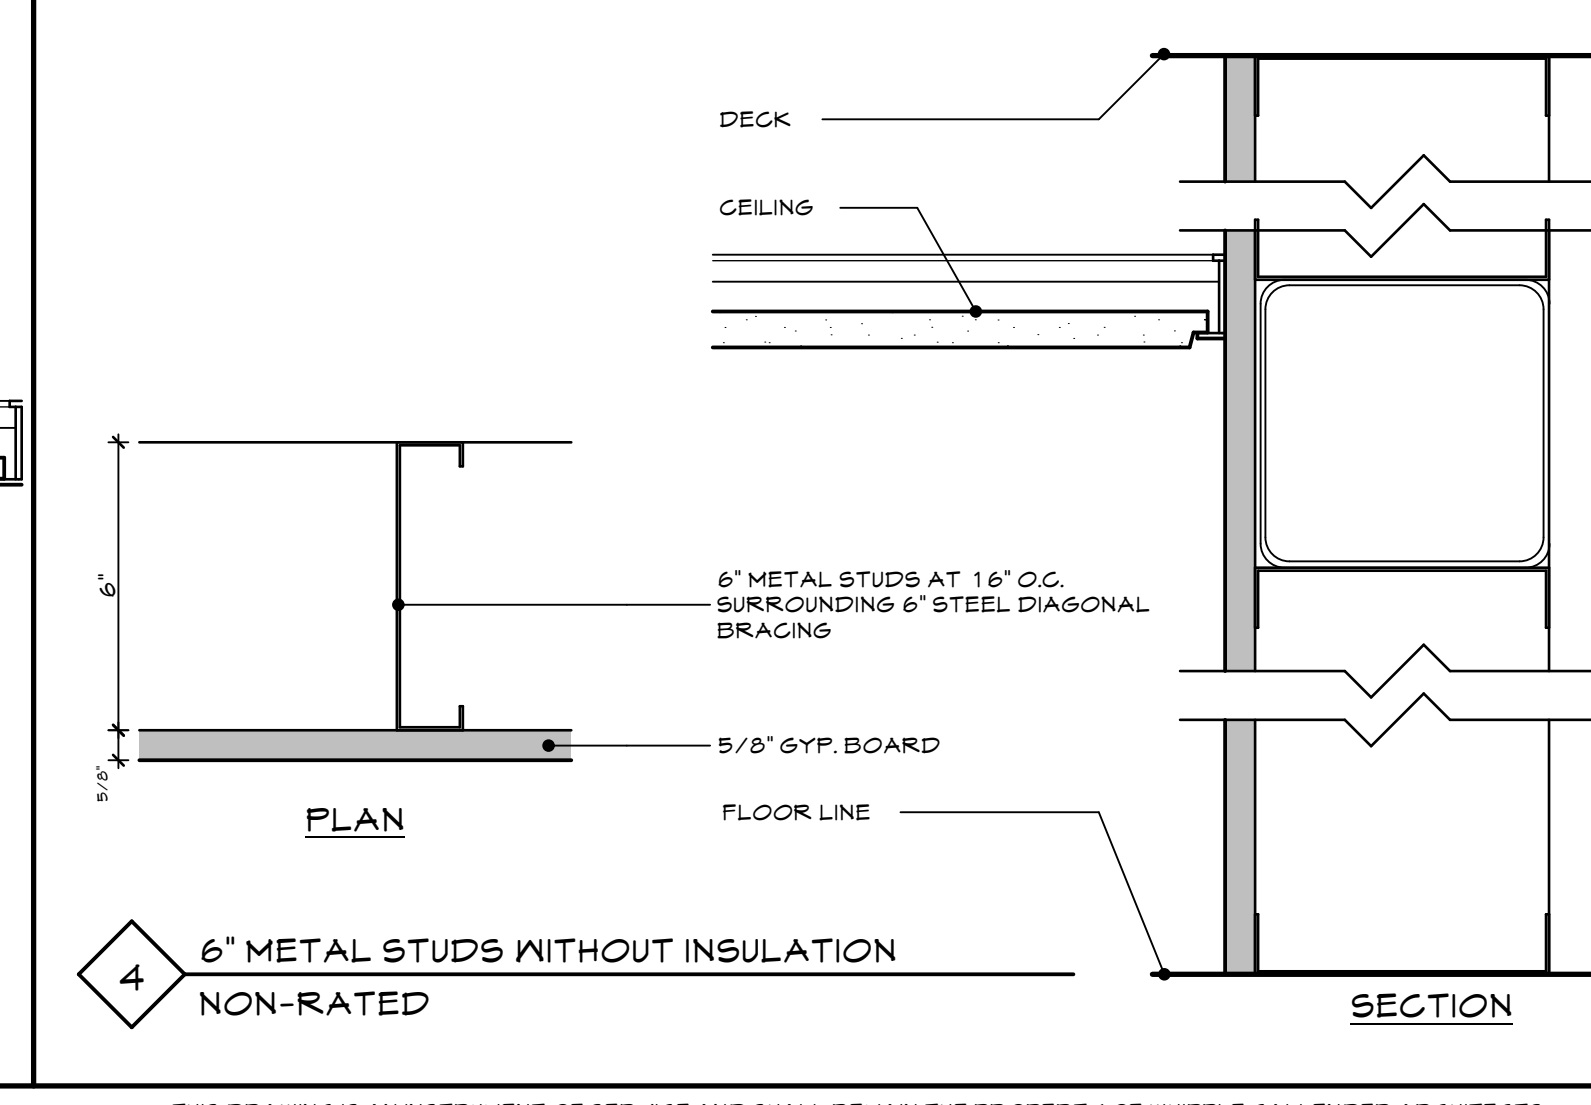 DECK
CEILING
6"
6" METAL STUDS AT 16" O.C.
SURROUNDING 6" STEEL DIAGONAL
BRACING
5/8" GYP. BOARD
5/8"
PLAN
FLOOR LINE
4
6" METAL STUDS WITHOUT INSULATION
NON-RATED
SECTION